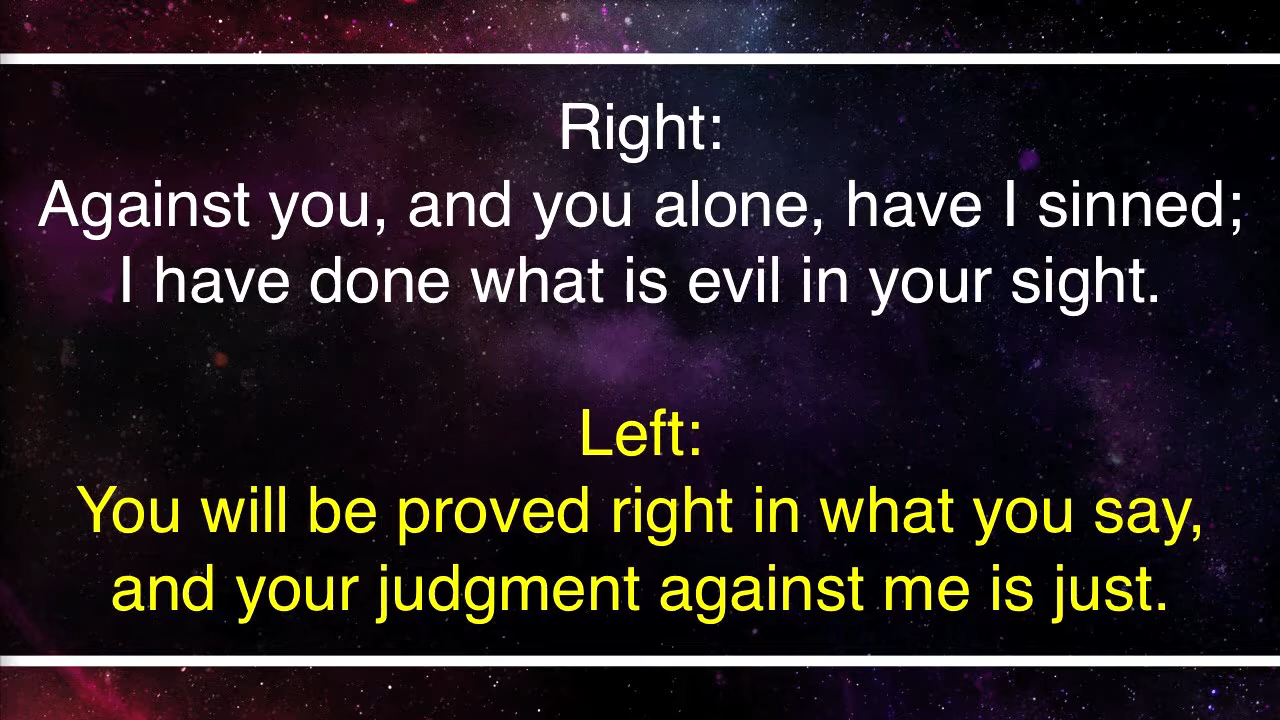 Right:
Against you, and you alone, have I sinned;
I have done what is evil in your sight.
Left:
You will be proved right in what you say,
and your judgment against me is just.